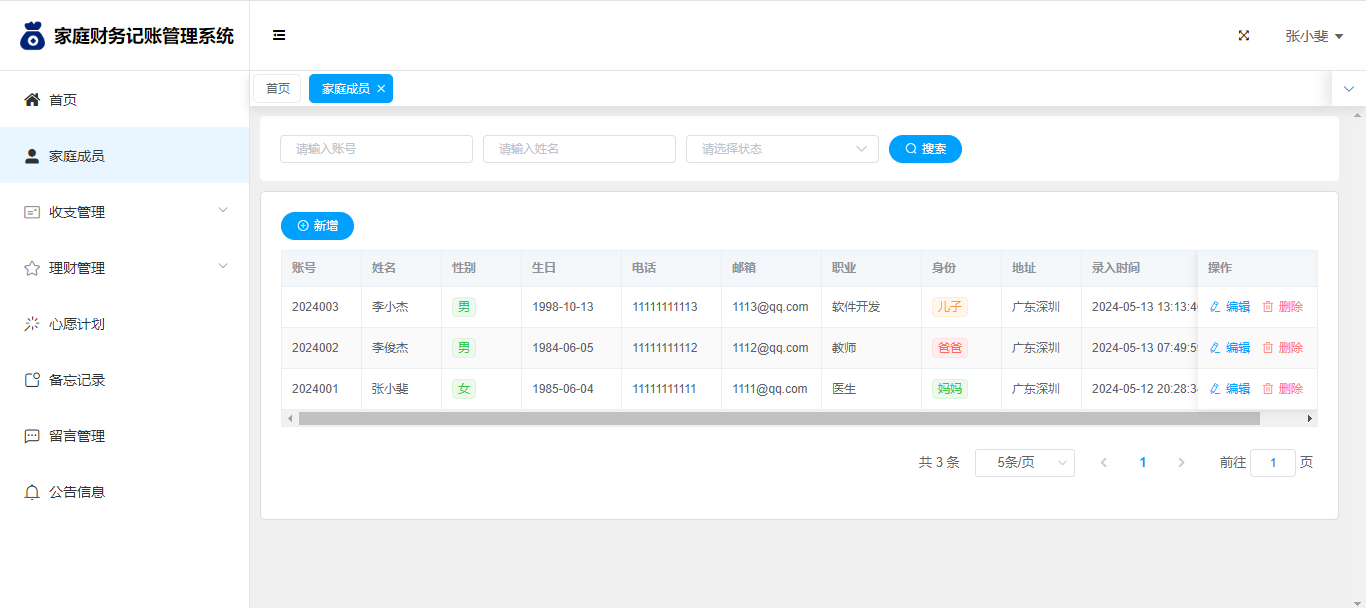 家庭财务记账管理系统
张小斐
首页
家庭成员
收支管理
理财管理
心愿计划
备忘记录
留言管理
公告信息
首页 家庭成员
请输入账号 请输入姓名 请选择状态 搜索
新增
账号 姓名 性别 生日 电话 邮箱 职业 身份 地址 录入时间 操作
2024003 李小杰 男 1998-10-13 11111111113 1113@qq.com 软件开发 儿子 广东深圳 2024-05-13 13:13:4 编辑 删除
2024002 李俊杰 男 1984-06-05 11111111112 1112@qq.com 教师 爸爸 广东深圳 2024-05-13 07:49:5 编辑 删除
2024001 张小斐 女 1985-06-04 11111111111 1111@qq.com 医生 妈妈 广东深圳 2024-05-12 20:28:3 编辑 删除
共 3 条 5条/页 1 前往 1 页